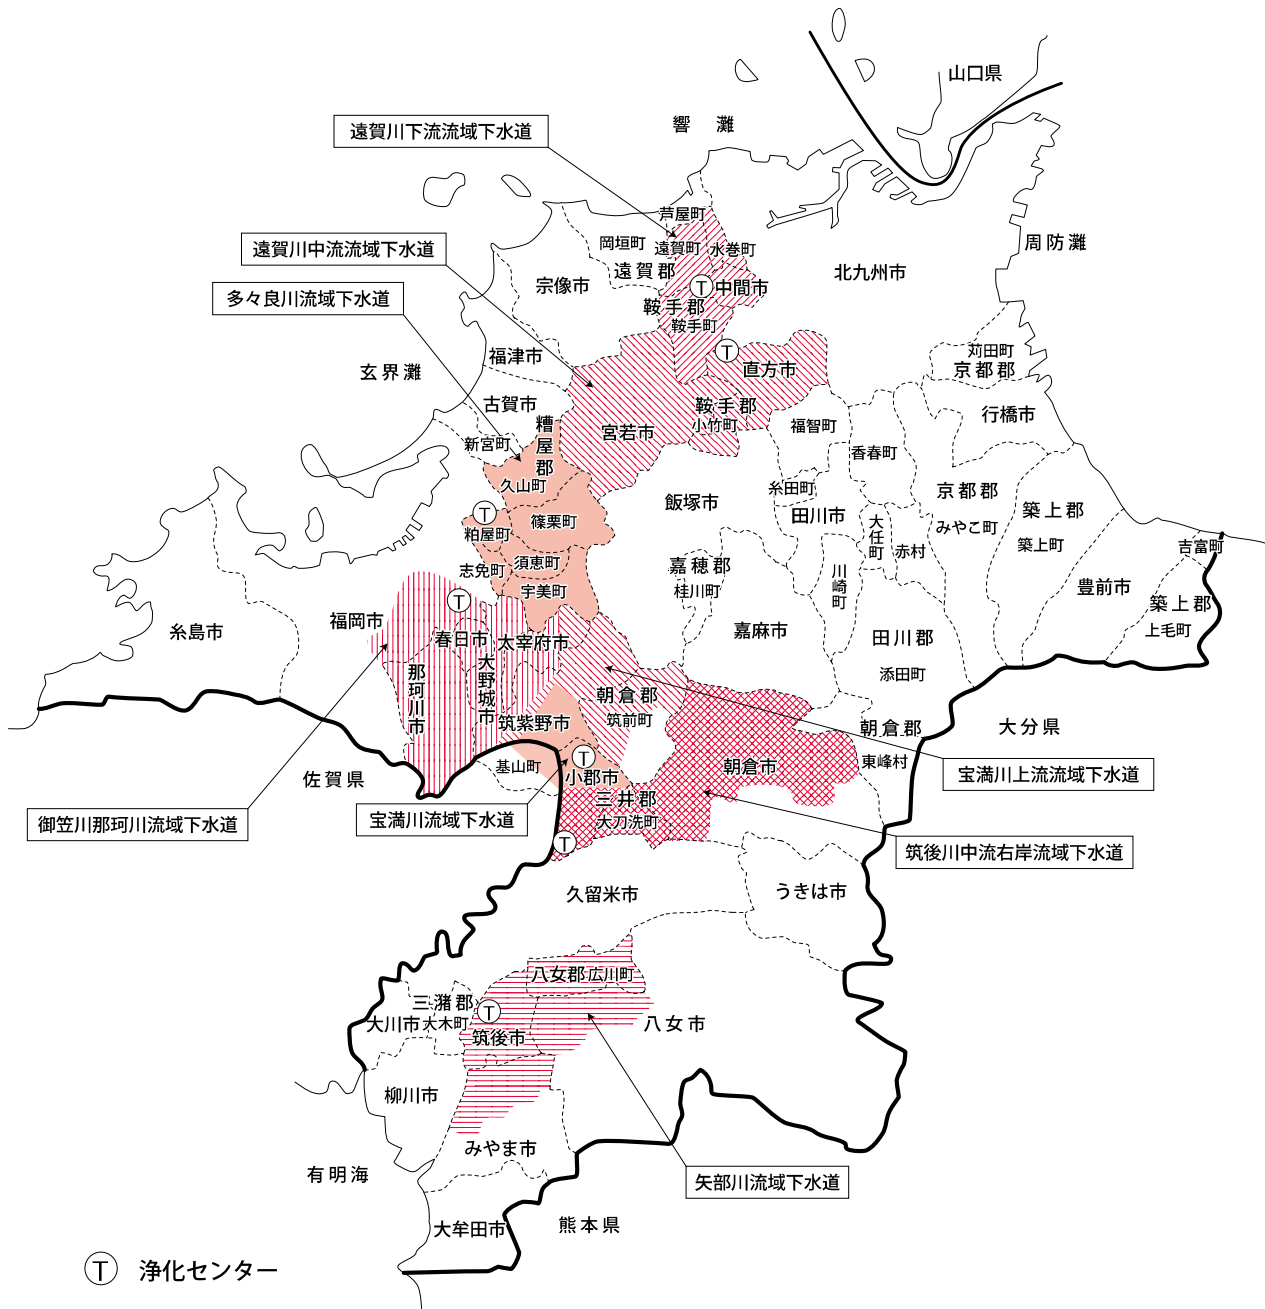 山口県
響 灘
遠賀川下流流域下水道
周防灘
芦屋町
岡垣町
遠賀町
水巻町
遠賀川中流流域下水道
遠賀郡
北九州市
宗像市
中間市
多々良川流域下水道
鞍手郡
鞍手町
苅田町
京都郡
福津市
直方市
玄界灘
古賀市
鞍手郡
小竹町
行橋市
糟屋郡
新宮町
宮若市
福智町
香春町
久山町
飯塚市
糸田町
京都郡
みやこ町
築上郡
築上町
T
粕屋町
篠栗町
田川市
大任町
赤村
吉富町
志免町
須恵町
宇美町
嘉穂郡
桂川町
川崎町
豊前市
築上郡
上毛町
T
福岡市
糸島市
春日市
太宰府市
嘉麻市
田川郡
添田町
那珂川市
大野城市
朝倉郡
筑前町
筑紫野市
朝倉郡
東峰村
大分県
T
T
T
基山町
小郡市
朝倉市
佐賀県
宝満川上流流域下水道
三井郡
大刀洗町
御笠川那珂川流域下水道
宝満川流域下水道
T
筑後川中流右岸流域下水道
久留米市
うきは市
八女郡
広川町
三潴郡
大川市
大木町
T
筑後市
八女市
柳川市
みやま市
有明海
矢部川流域下水道
大牟田市
熊本県
T 浄化センター